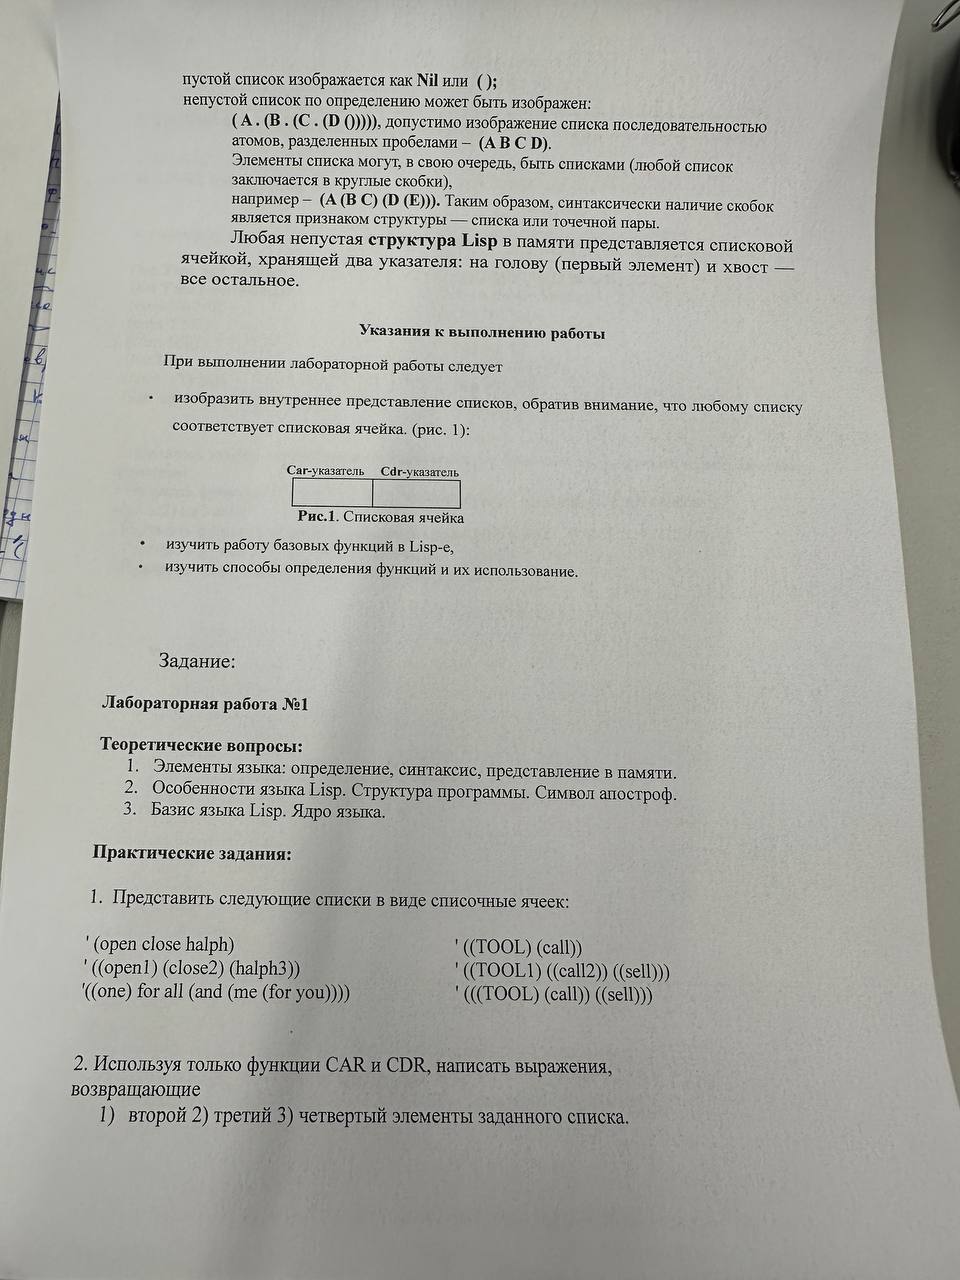 пустой список изображается как Nil или ( );
непустой список по определению может быть изображен:
( A . (B . (C . (D ())))), допустимо изображение списка последовательностью
атомов, разделенных пробелами – (A B C D).
Элементы списка могут, в свою очередь, быть списками (любой список
заключается в круглые скобки),
например – (A (B C) (D (E))). Таким образом, синтаксически наличие скобок
является признаком структуры — списка или точечной пары.
Любая непустая структура Lisp в памяти представляется списковой
ячейкой, хранящей два указателя: на голову (первый элемент) и хвост —
все остальное.
Указания к выполнению работы
При выполнении лабораторной работы следует
· изобразить внутреннее представление списков, обратив внимание, что любому списку
соответствует списковая ячейка. (рис. 1):
Car-указатель Cdr-указатель
Рис.1. Списковая ячейка
• изучить работу базовых функций в Lisp-е,
· изучить способы определения функций и их использование.
Задание:
Лабораторная работа №1
Теоретические вопросы:
1. Элементы языка: определение, синтаксис, представление в памяти.
2. Особенности языка Lisp. Структура программы. Символ апостроф.
3. Базис языка Lisp. Ядро языка.
Практические задания:
1. Представить следующие списки в виде списочные ячеек:
' (open close halph) ' ((TOOL) (call))
' ((open1) (close2) (halph3)) ' ((TOOL1) ((call2)) ((sell)))
'((one) for all (and (me (for you)))) ' (((TOOL) (call)) ((sell)))
2. Используя только функции CAR и CDR, написать выражения,
возвращающие
1) второй 2) третий 3) четвертый элементы заданного списка.